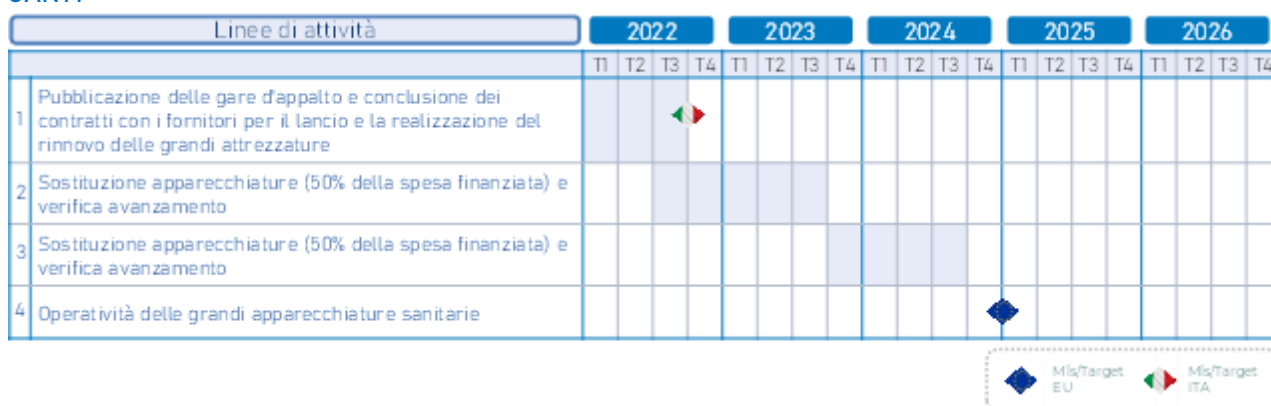 Linee di attività 2022 2023 2024 2025 2026
T1 T2 T3 T4 T1 T2 T3 T4 T1 T2 T3 T4 T1 T2 T3 T4 T1 T2 T3 T4
1 Pubblicazione delle gare d'appalto e conclusione dei
contratti con i fornitori per il lancio e la realizzazione del
rinnovo delle grandi attrezzature
2 Sostituzione apparecchiature (50% della spesa finanziata) e
verifica avanzamento
3 Sostituzione apparecchiature (50% della spesa finanziata) e
verifica avanzamento
4 Operatività delle grandi apparecchiature sanitarie
Mls/Target
EU
Mls/Target
ITA